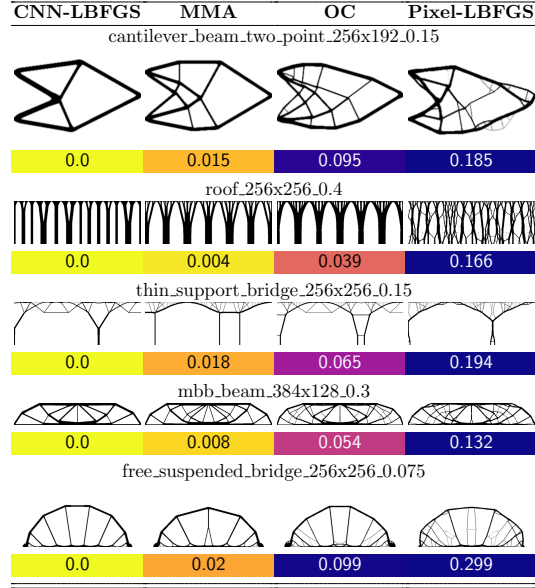 CNN-LBFGS MMA OC Pixel-LBFGS
cantilever_beam_two_point_256x192_0.15
0.0 0.015 0.095 0.185
roof_256x256_0.4
0.0 0.004 0.039 0.166
thin_support_bridge_256x256_0.15
0.0 0.018 0.065 0.194
mbb_beam_384x128_0.3
0.0 0.008 0.054 0.132
free_suspended_bridge_256x256_0.075
0.0 0.02 0.099 0.299